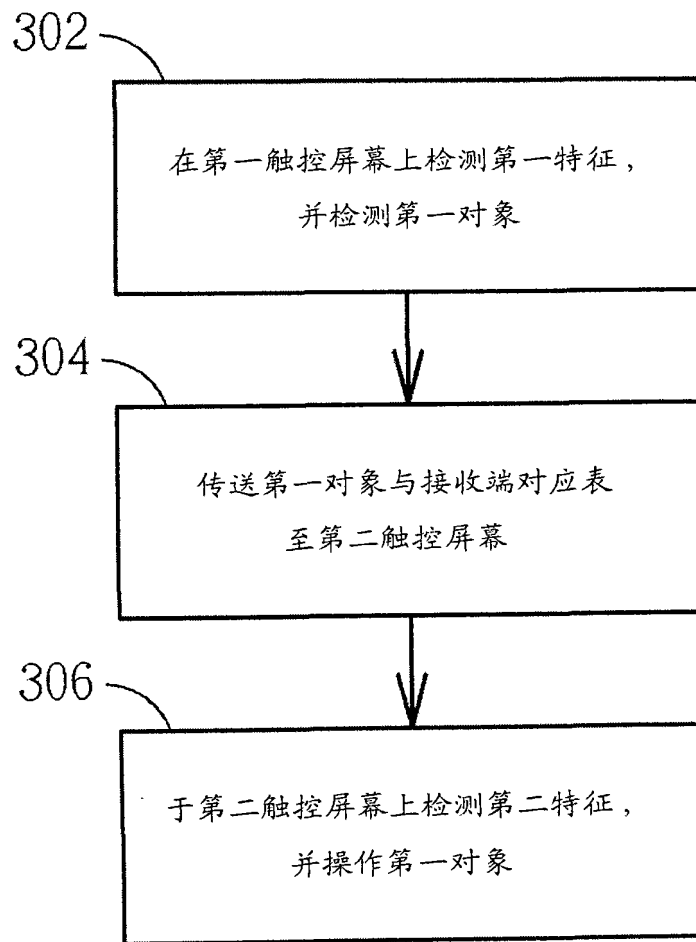 302
在第一触控屏幕上检测第一特征，
并检测第一对象
304
传送第一对象与接收端对应表
至第二触控屏幕
306
于第二触控屏幕上检测第二特征，
并操作第一对象